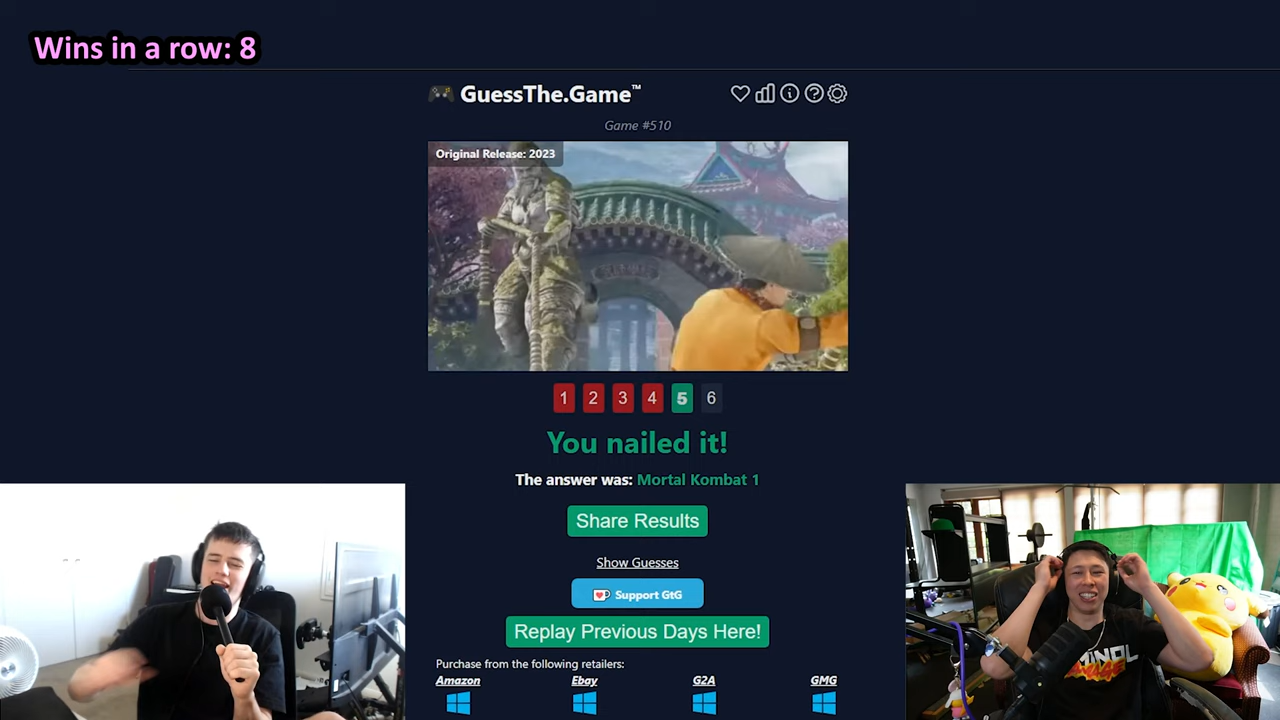 Wins in a row: 8
GuessThe.Game™
Game #510
Original Release: 2023
1 2 3 4 5 6
You nailed it!
The answer was: Mortal Kombat 1
Share Results
Show Guesses
Support GtG
Replay Previous Days Here!
Purchase from the following retailers:
Amazon Ebay G2A GMG